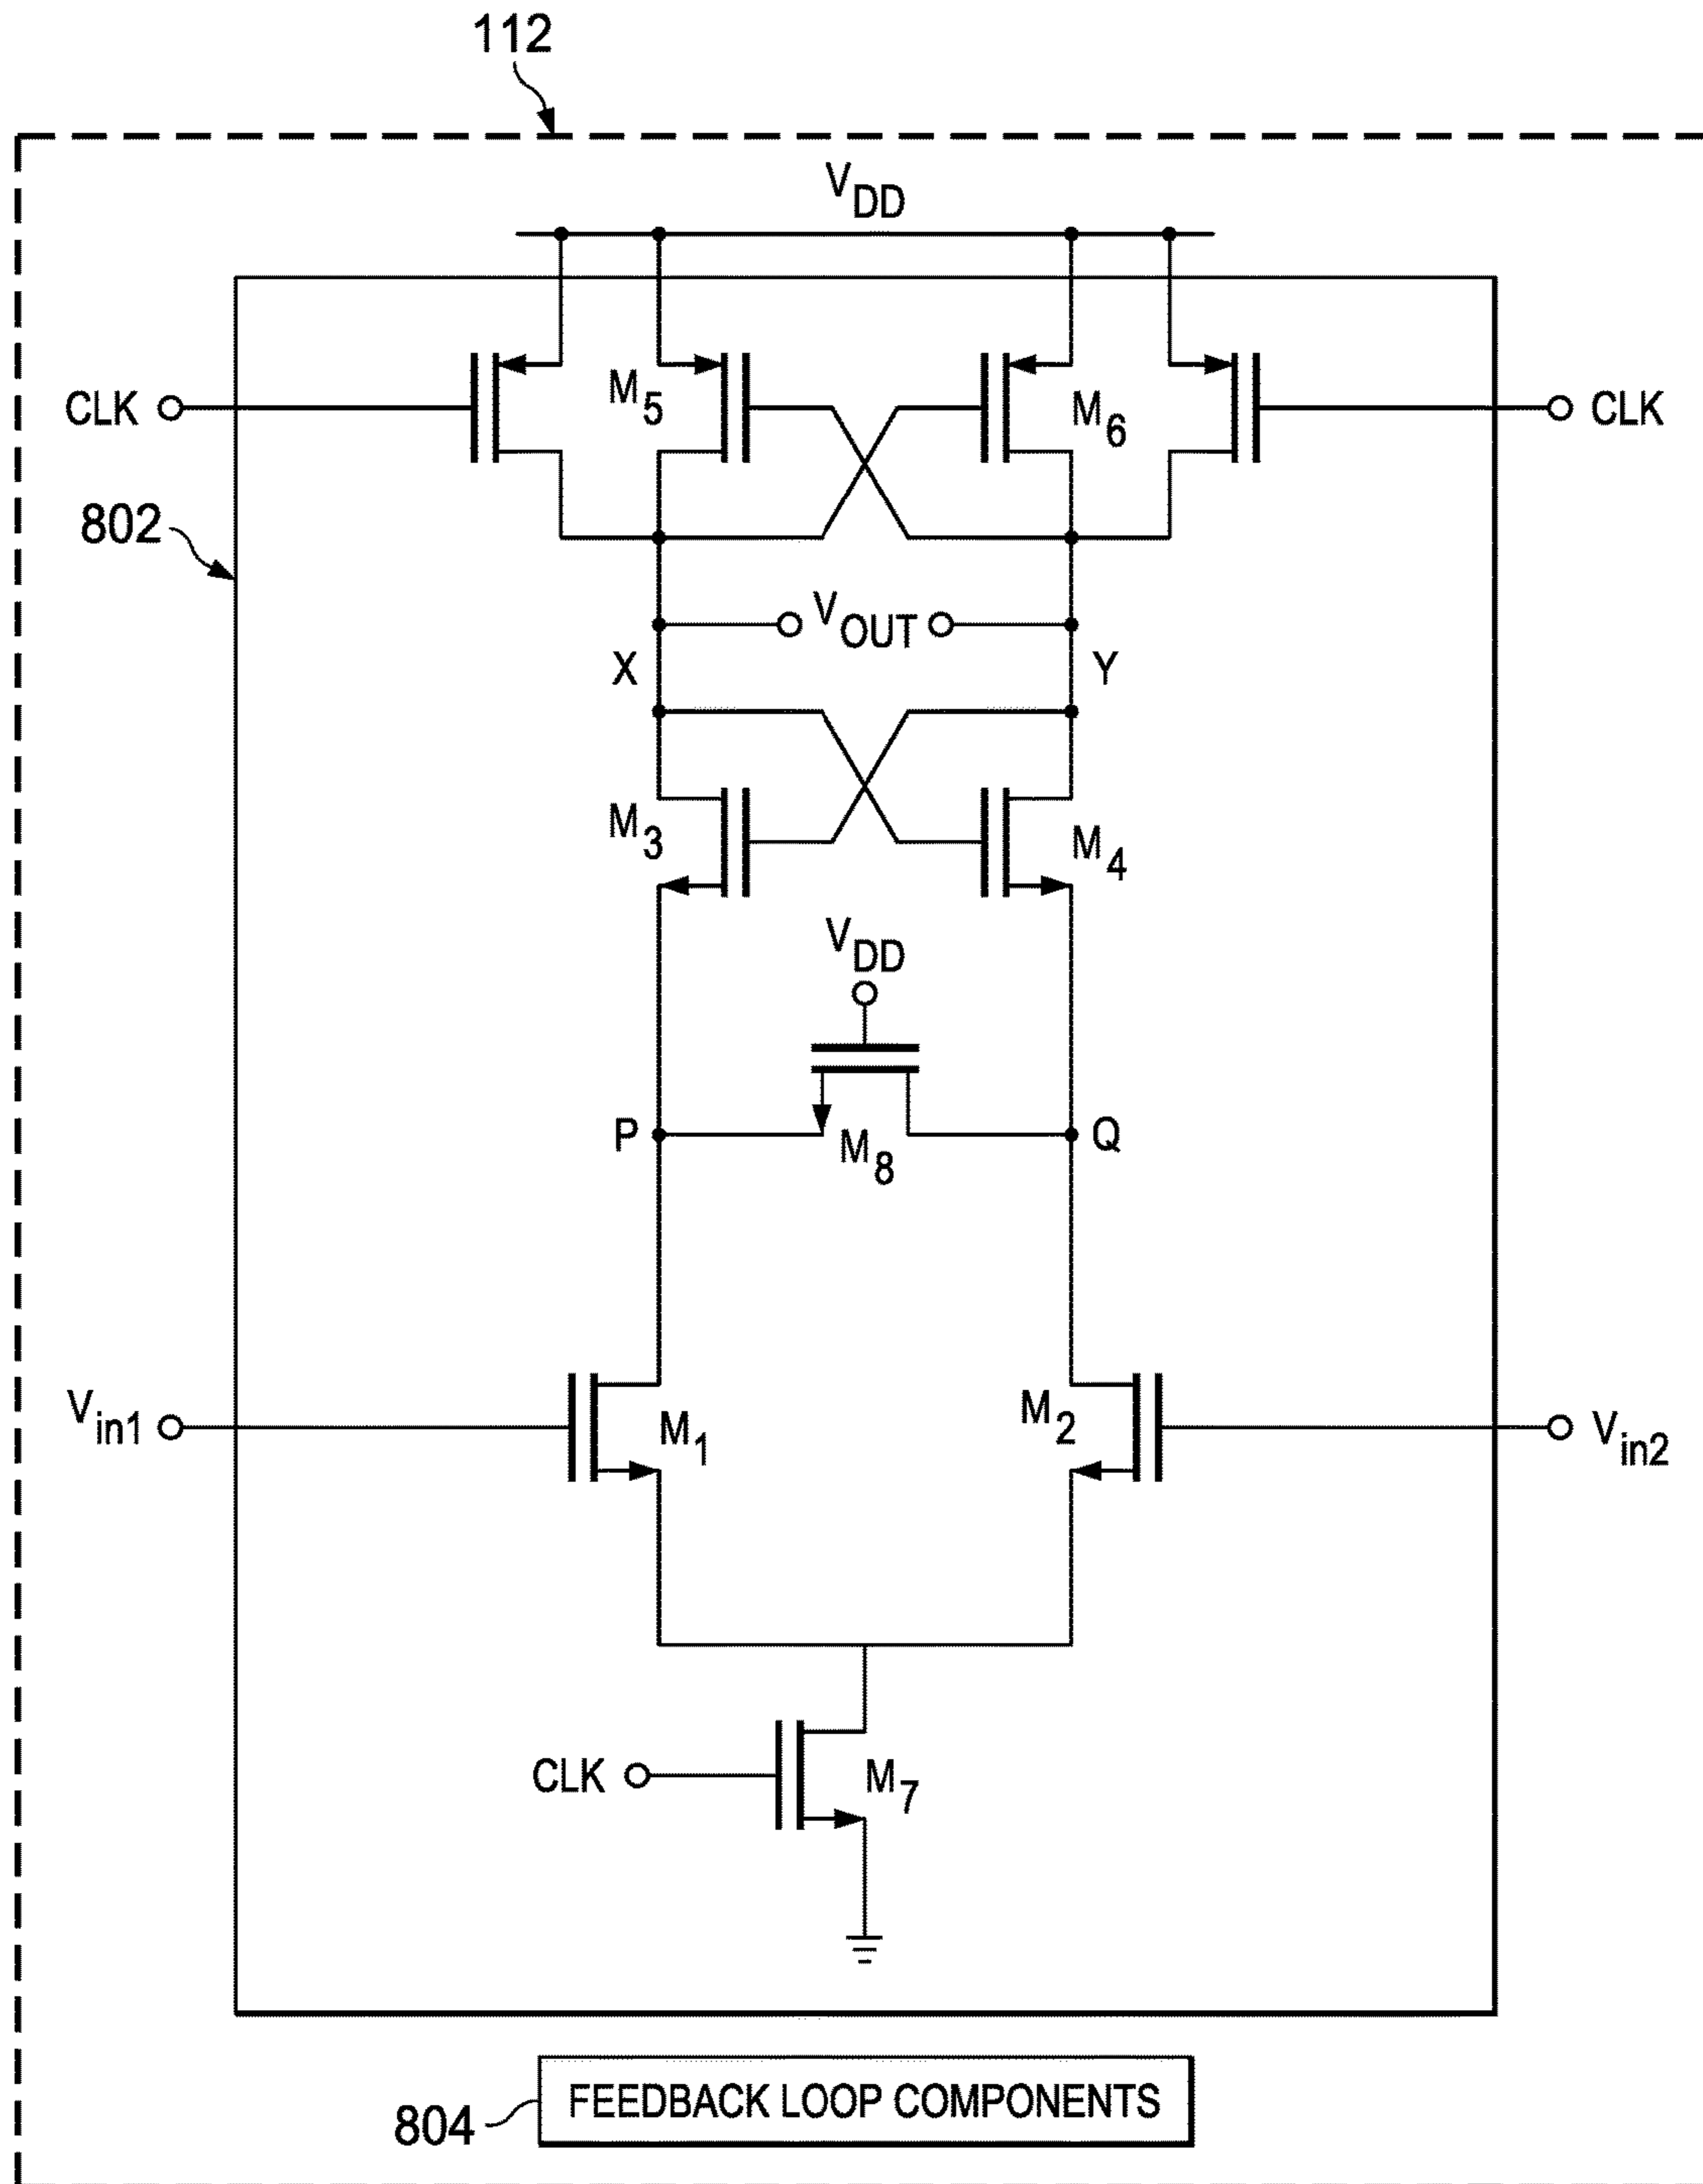 112
VDD
CLK
M5
M6
CLK
802
VOUT
X
Y
M3
M4
VDD
P
M8
Q
Vin1
M1
M2
Vin2
CLK
M7
FEEDBACK LOOP COMPONENTS
804